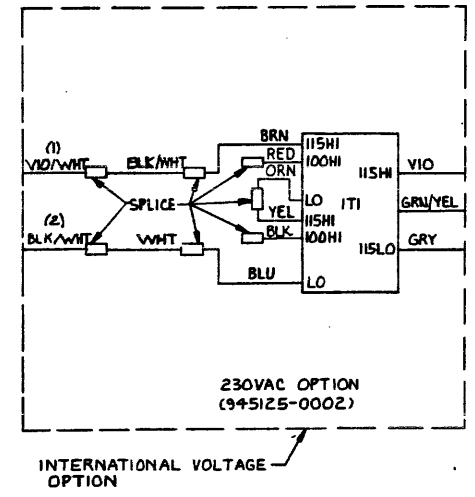 BRN
115HI
(1)
RED
100HI
VIO/WHT
BLK/WHT
ORN
115HI
VIO
SPLICE
LO
1T1
GRN/YEL
YEL
115HI
(2)
BLK
100HI
BLK/WHT
WHT
115LO
GRY
BLU
LO
230VAC OPTION
(945125-0002)
INTERNATIONAL VOLTAGE
OPTION